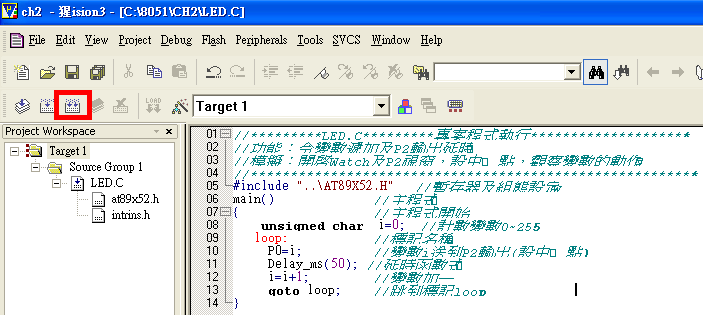 ch2 - 猩ision3 - [C:\8051\CH2\LED.C]
File Edit View Project Debug Flash Peripherals Tools SVCS Window Help
LOAD Target 1
Project Workspace
Target 1
Source Group 1
LED.C
at89x52.h
intrins.h
01 //*********LED.C*********專案程式執行********************
02 //功能：令變數遞加及P2輸出延時
03 //模擬：開啟Watch及P2視窗，設中 點，觀察變數的動作
04 //*****************************************************
05 #include "..\AT89X52.H" //暫存器及組態設定
06 main() //主程式
07 { //主程式開始
08 unsigned char i=0; //計數變數0~255
09 loop: //標記名稱
10 P0=i; //變數i送到P2輸出(設中 點)
11 Delay_ms(50); //延時函數式
12 i=i+1; //變數加一
13 goto loop; //跳到標記loop
14 }